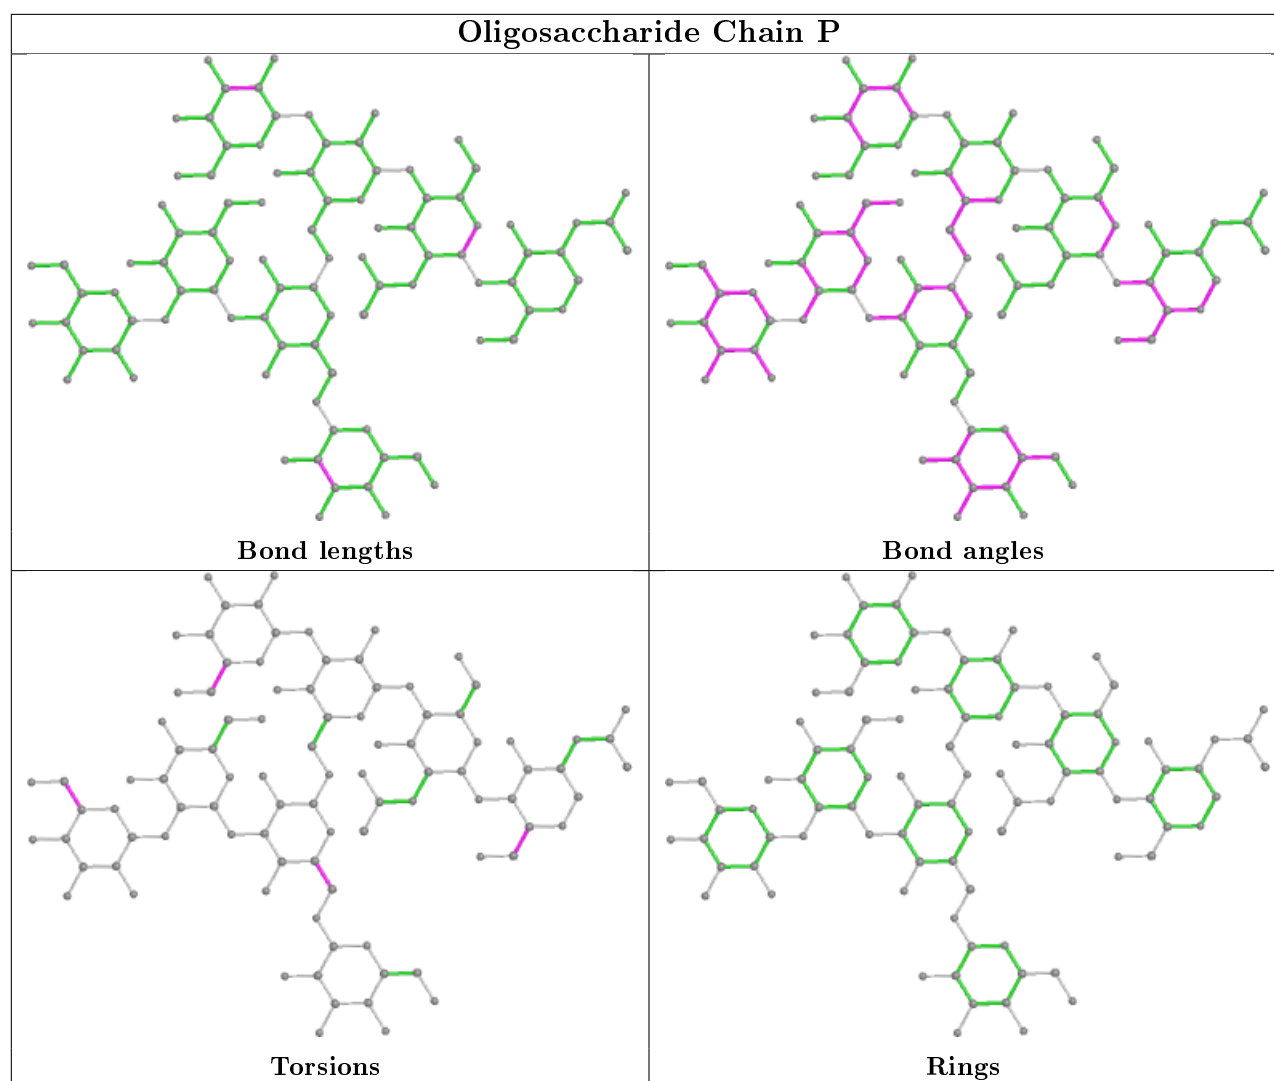 Oligosaccharide Chain P
Bond lengths
Bond angles
Torsions
Rings